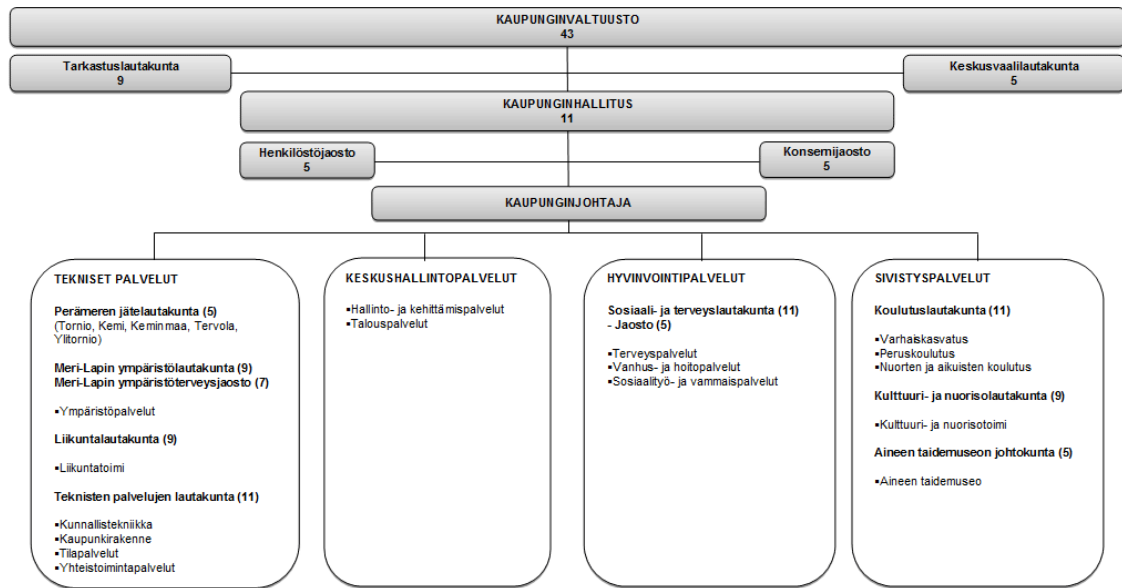 KAUPUNGINVALTUUSTO
43
Tarkastuslautakunta
9
Keskusvaalilautakunta
5
KAUPUNGINHALLITUS
11
Henkilöstöjaosto
5
Konsernijaosto
5
KAUPUNGINJOHTAJA
TEKNISET PALVELUT
Perämeren jätelautakunta (5)
(Tornio, Kemi, Keminmaa, Tervola,
Ylitornio)
Meri-Lapin ympäristölautakunta (9)
Meri-Lapin ympäristöterveysjaosto (7)
▪Ympäristöpalvelut
Liikuntalautakunta (9)
▪Liikuntatoimi
Teknisten palvelujen lautakunta (11)
▪Kunnallistekniikka
▪Kaupunkirakenne
▪Tilapalvelut
▪Yhteistoimintapalvelut
KESKUSHALLINTOPALVELUT
▪Hallinto- ja kehittämispalvelut
▪Talouspalvelut
HYVINVOINTIPALVELUT
Sosiaali- ja terveyslautakunta (11)
- Jaosto (5)
▪Terveyspalvelut
▪Vanhus- ja hoitopalvelut
▪Sosiaalityö- ja vammaispalvelut
SIVISTYSPALVELUT
Koulutuslautakunta (11)
▪Varhaiskasvatus
▪Peruskoulutus
▪Nuorten ja aikuisten koulutus
Kulttuuri- ja nuorisolautakunta (9)
▪Kulttuuri- ja nuorisotoimi
Aineen taidemuseon johtokunta (5)
▪Aineen taidemuseo